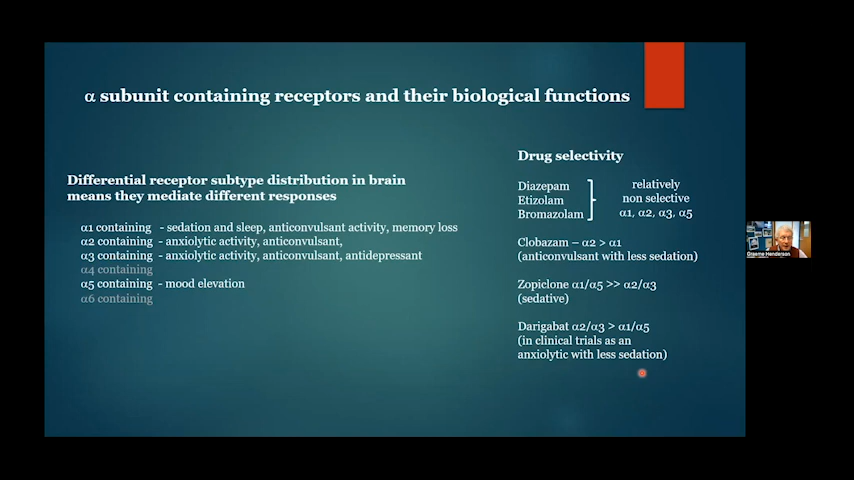 α subunit containing receptors and their biological functions
Differential receptor subtype distribution in brain
means they mediate different responses
α1 containing - sedation and sleep, anticonvulsant activity, memory loss
α2 containing - anxiolytic activity, anticonvulsant,
α3 containing - anxiolytic activity, anticonvulsant, antidepressant
α4 containing
α5 containing - mood elevation
α6 containing
Drug selectivity
Diazepam
Etizolam
Bromazolam
relatively
non selective
α1, α2, α3, α5
Clobazam – α2 > α1
(anticonvulsant with less sedation)
Zopiclone α1/α5 >> α2/α3
(sedative)
Darigabat α2/α3 > α1/α5
(in clinical trials as an
anxiolytic with less sedation)
Graeme Henderson